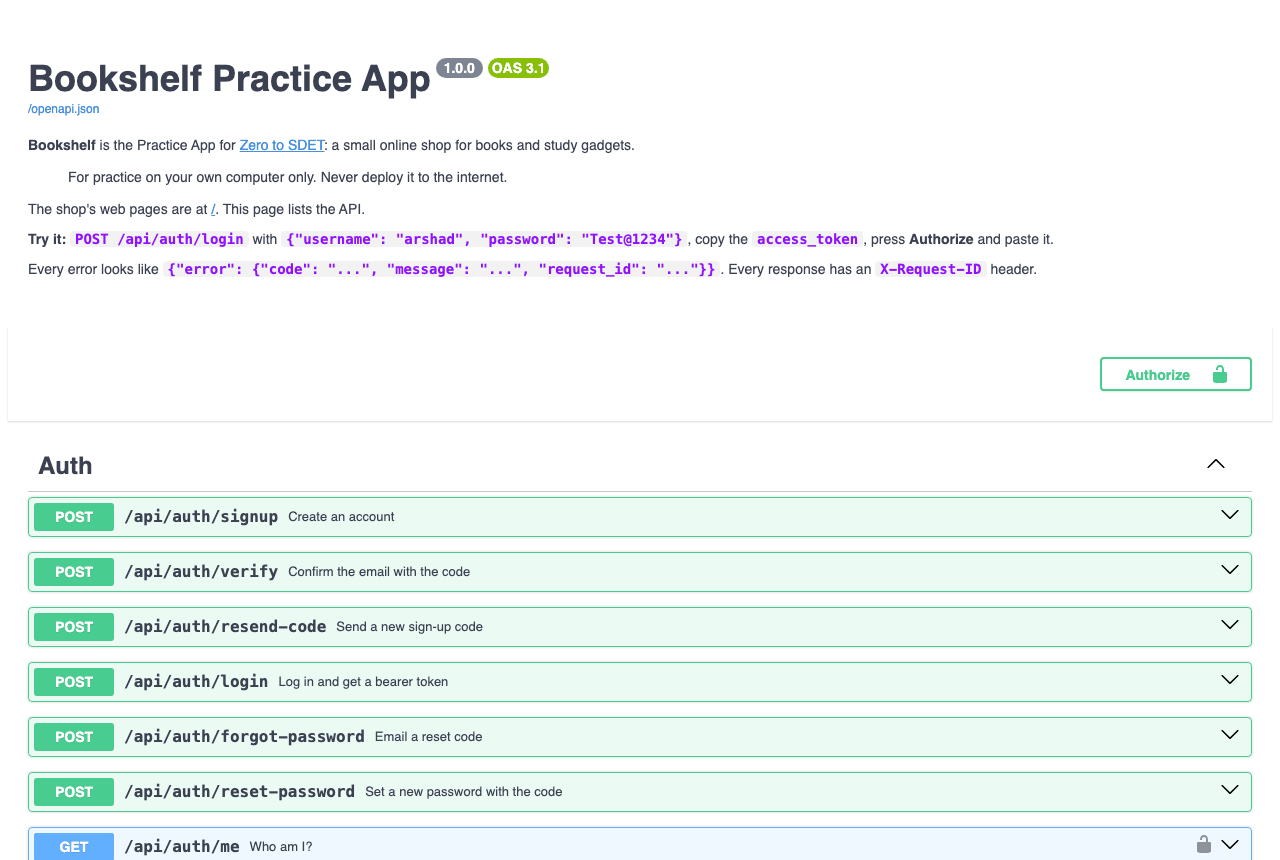 Bookshelf Practice App 1.0.0 OAS 3.1
/openapi.json
Bookshelf is the Practice App for Zero to SDET: a small online shop for books and study gadgets.
For practice on your own computer only. Never deploy it to the internet.
The shop's web pages are at /. This page lists the API.
Try it: POST /api/auth/login with {"username": "arshad", "password": "Test@1234"}, copy the access_token, press Authorize and paste it.
Every error looks like {"error": {"code": "...", "message": "...", "request_id": "..."}}. Every response has an X-Request-ID header.
Authorize
Auth
POST /api/auth/signup Create an account
POST /api/auth/verify Confirm the email with the code
POST /api/auth/resend-code Send a new sign-up code
POST /api/auth/login Log in and get a bearer token
POST /api/auth/forgot-password Email a reset code
POST /api/auth/reset-password Set a new password with the code
GET /api/auth/me Who am I?